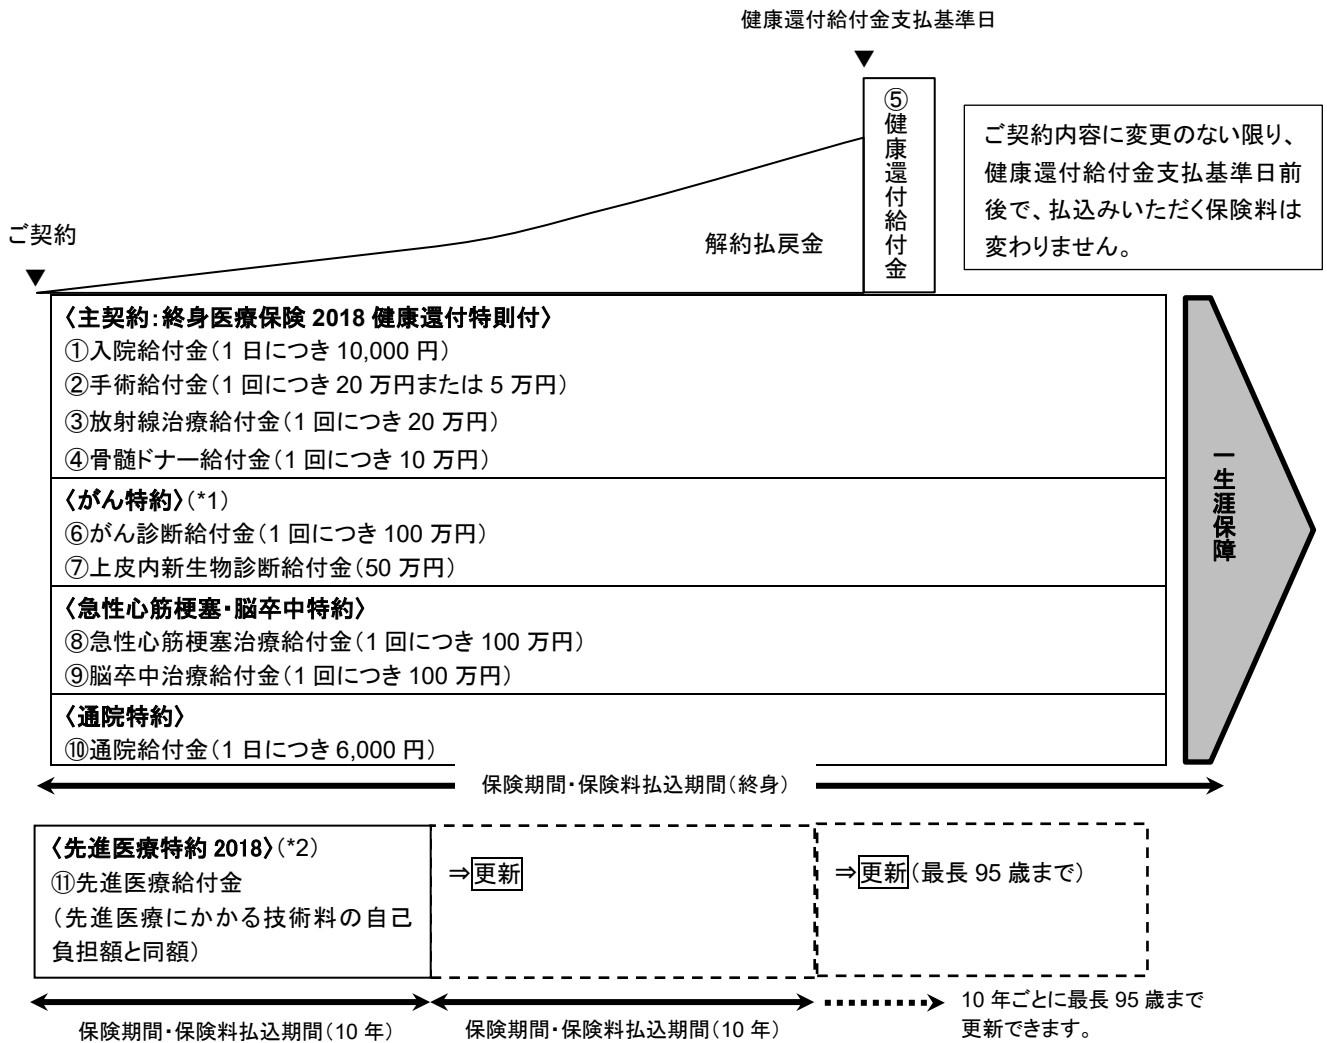 健康還付給付金支払基準日
▼
⑤健康還付給付金
ご契約内容に変更のない限り、
健康還付給付金支払基準日前
後で、払込みいただく保険料は
変わりません。
ご契約
▼
解約払戻金
〈主契約：終身医療保険 2018 健康還付特則付〉
①入院給付金（1 日につき 10,000 円）
②手術給付金（1 回につき 20 万円または 5 万円）
③放射線治療給付金（1 回につき 20 万円）
④骨髄ドナー給付金（1 回につき 10 万円）
〈がん特約〉（*1）
⑥がん診断給付金（1 回につき 100 万円）
⑦上皮内新生物診断給付金（50 万円）
〈急性心筋梗塞・脳卒中特約〉
⑧急性心筋梗塞治療給付金（1 回につき 100 万円）
⑨脳卒中治療給付金（1 回につき 100 万円）
〈通院特約〉
⑩通院給付金（1 日につき 6,000 円）
一生涯保障
保険期間・保険料払込期間（終身）
〈先進医療特約 2018〉（*2）
⑪先進医療給付金
（先進医療にかかる技術料の自己
負担額と同額）
⇒更新
⇒更新（最長 95 歳まで）
保険期間・保険料払込期間（10 年）
保険期間・保険料払込期間（10 年）
10 年ごとに最長 95 歳まで
更新できます。